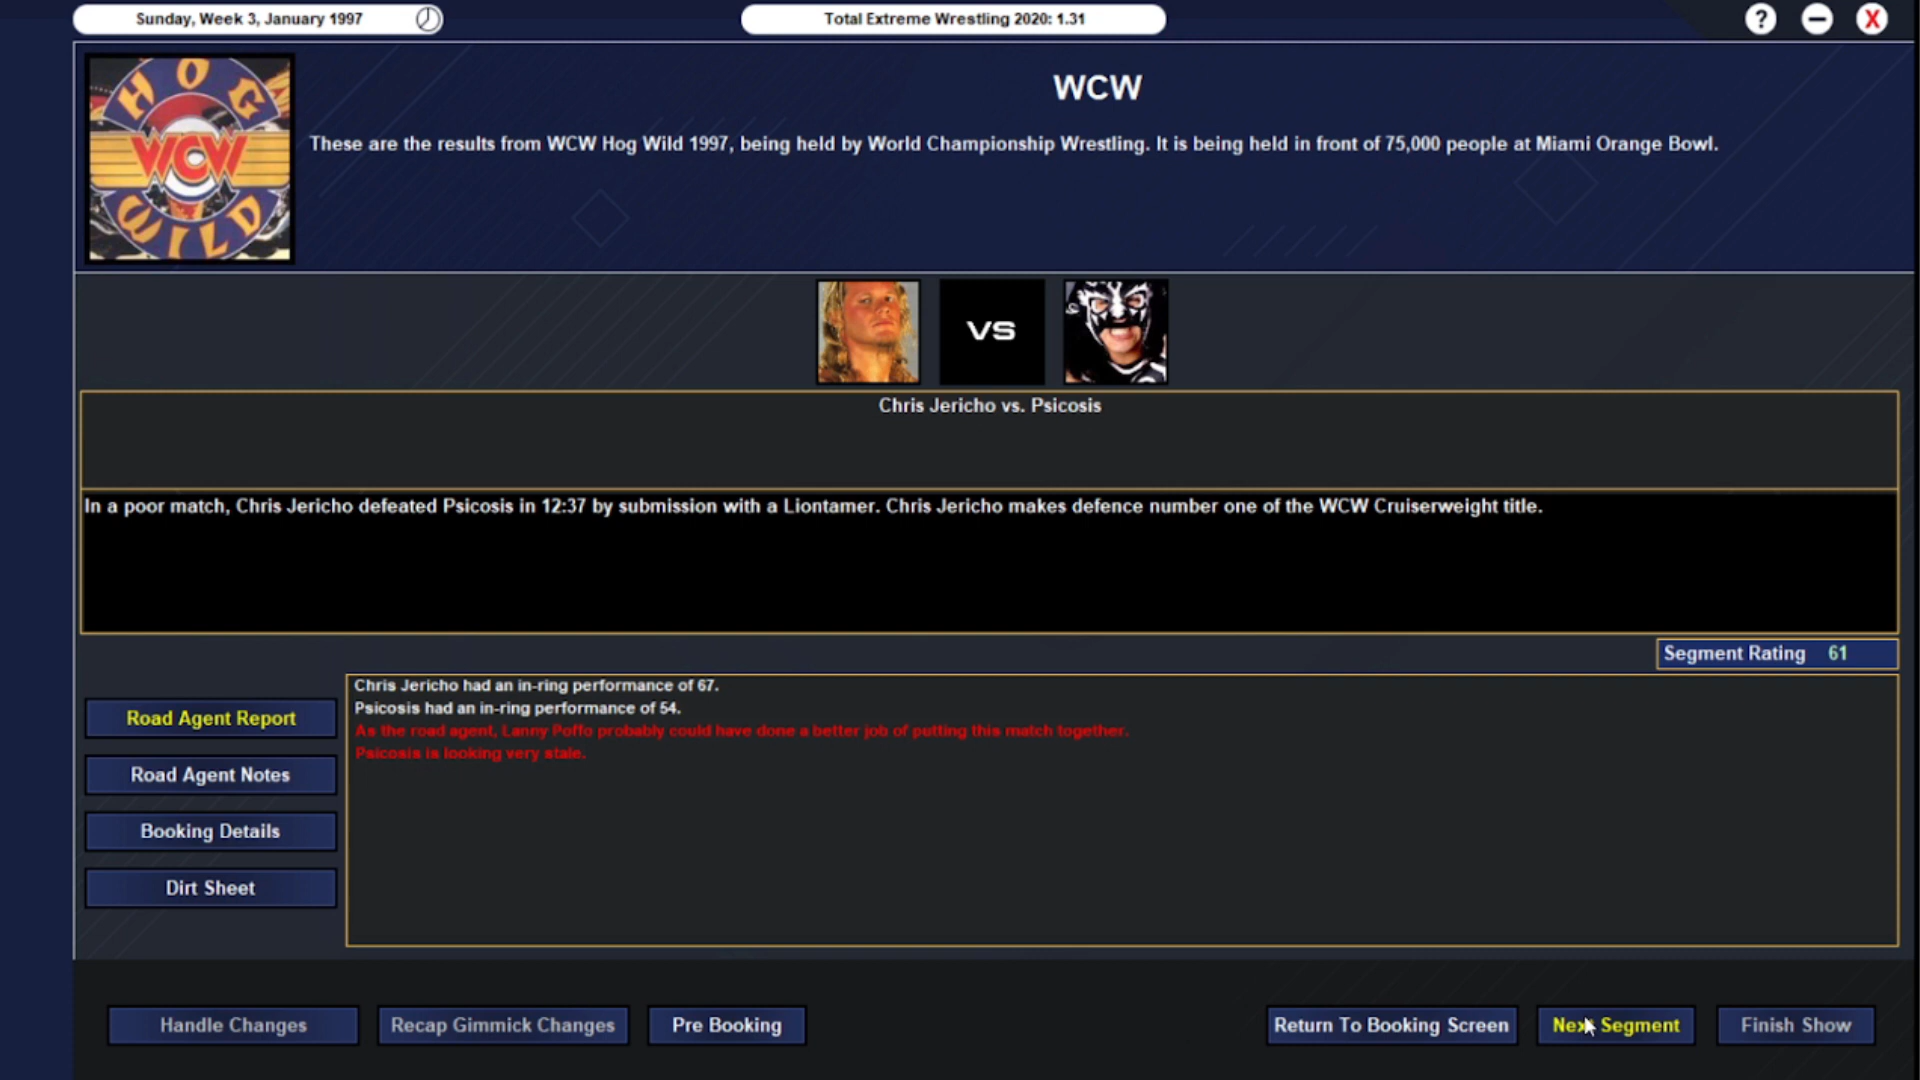 Sunday, Week 3, January 1997
Total Extreme Wrestling 2020: 1.31
?
X
HOG
WCW
WILD
WCW
These are the results from WCW Hog Wild 1997, being held by World Championship Wrestling. It is being held in front of 75,000 people at Miami Orange Bowl.
VS
Chris Jericho vs. Psicosis
In a poor match, Chris Jericho defeated Psicosis in 12:37 by submission with a Liontamer. Chris Jericho makes defence number one of the WCW Cruiserweight title.
Segment Rating 61
Road Agent Report
Road Agent Notes
Booking Details
Dirt Sheet
Chris Jericho had an in-ring performance of 67.
Psicosis had an in-ring performance of 54.
As the road agent, Lanny Poffo probably could have done a better job of putting this match together.
Psicosis is looking very stale.
Handle Changes
Recap Gimmick Changes
Pre Booking
Return To Booking Screen
Next Segment
Finish Show